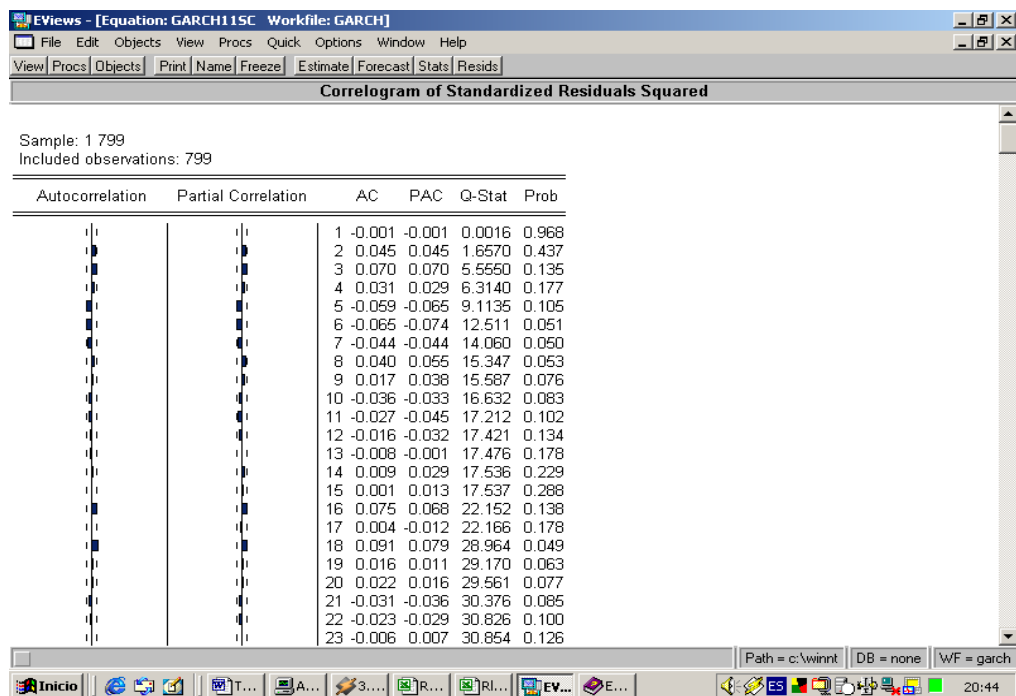 EViews - [Equation: GARCH11SC Workfile: GARCH]
File Edit Objects View Procs Quick Options Window Help
View Procs Objects Print Name Freeze Estimate Forecast Stats Resids
Correlogram of Standardized Residuals Squared
Sample: 1 799
Included observations: 799
Autocorrelation Partial Correlation AC PAC Q-Stat Prob
1 -0.001 -0.001 0.0016 0.968
2 0.045 0.045 1.6570 0.437
3 0.070 0.070 5.5550 0.135
4 0.031 0.029 6.3140 0.177
5 -0.059 -0.065 9.1135 0.105
6 -0.065 -0.074 12.511 0.051
7 -0.044 -0.044 14.060 0.050
8 0.040 0.055 15.347 0.053
9 0.017 0.038 15.587 0.076
10 -0.036 -0.033 16.632 0.083
11 -0.027 -0.045 17.212 0.102
12 -0.016 -0.032 17.421 0.134
13 -0.008 -0.001 17.476 0.178
14 0.009 0.029 17.536 0.229
15 0.001 0.013 17.537 0.288
16 0.075 0.068 22.152 0.138
17 0.004 -0.012 22.166 0.178
18 0.091 0.079 28.964 0.049
19 0.016 0.011 29.170 0.063
20 0.022 0.016 29.561 0.077
21 -0.031 -0.036 30.376 0.085
22 -0.023 -0.029 30.826 0.100
23 -0.006 0.007 30.854 0.126
Path = c:\winnt DB = none WF = garch
Inicio T... A... 3.... R... Rl... EV... E... ES 20:44